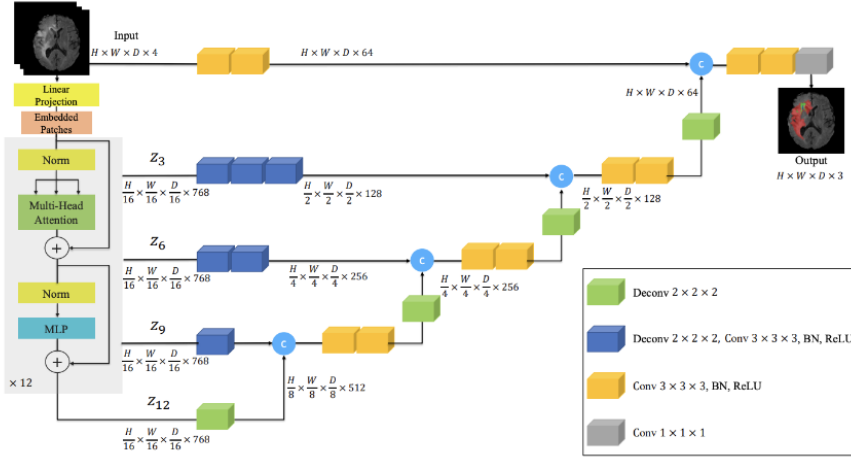 Input
H × W × D × 4
H × W × D × 64
Linear
Projection
Embedded
Patches
Norm
Multi-Head
Attention
+
Norm
MLP
+
× 12
z₃
H/16 × W/16 × D/16 × 768
H/2 × W/2 × D/2 × 128
z₆
H/16 × W/16 × D/16 × 768
H/4 × W/4 × D/4 × 256
z₉
H/16 × W/16 × D/16 × 768
z₁₂
H/16 × W/16 × D/16 × 768
H/8 × W/8 × D/8 × 512
C
C
H/4 × W/4 × D/4 × 256
C
H/2 × W/2 × D/2 × 128
C
H × W × D × 64
Output
H × W × D × 3
Deconv 2 × 2 × 2
Deconv 2 × 2 × 2, Conv 3 × 3 × 3, BN, ReLU
Conv 3 × 3 × 3, BN, ReLU
Conv 1 × 1 × 1